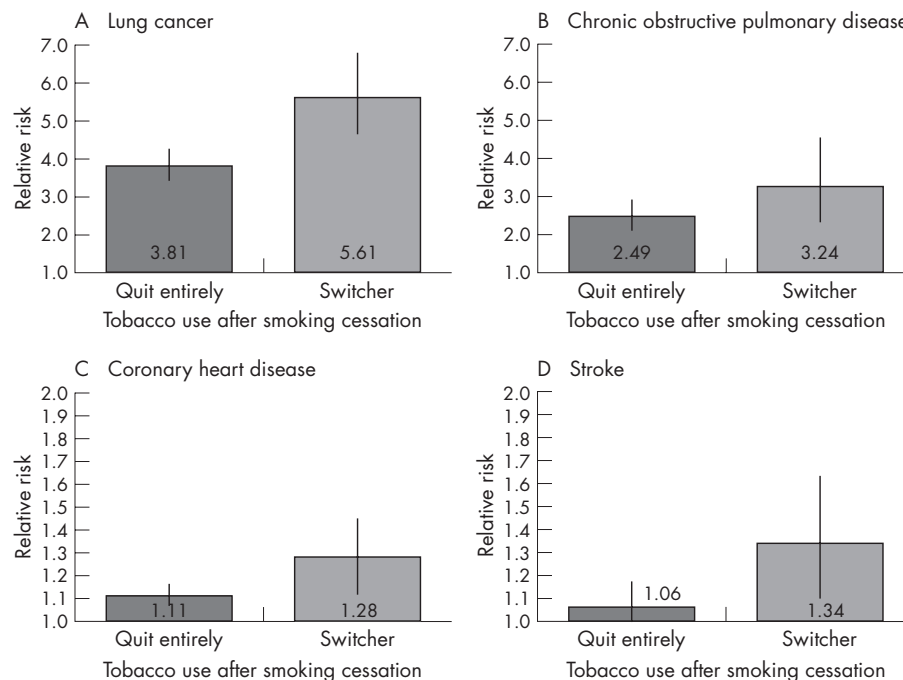 A Lung cancer
7.0
6.0
5.0
4.0
3.0
2.0
1.0
Relative risk
3.81
5.61
Quit entirely
Switcher
Tobacco use after smoking cessation
B Chronic obstructive pulmonary disease
7.0
6.0
5.0
4.0
3.0
2.0
1.0
Relative risk
2.49
3.24
Quit entirely
Switcher
Tobacco use after smoking cessation
C Coronary heart disease
2.0
1.9
1.8
1.7
1.6
1.5
1.4
1.3
1.2
1.1
1.0
Relative risk
1.11
1.28
Quit entirely
Switcher
Tobacco use after smoking cessation
D Stroke
2.0
1.9
1.8
1.7
1.6
1.5
1.4
1.3
1.2
1.1
1.0
Relative risk
1.06
1.34
Quit entirely
Switcher
Tobacco use after smoking cessation